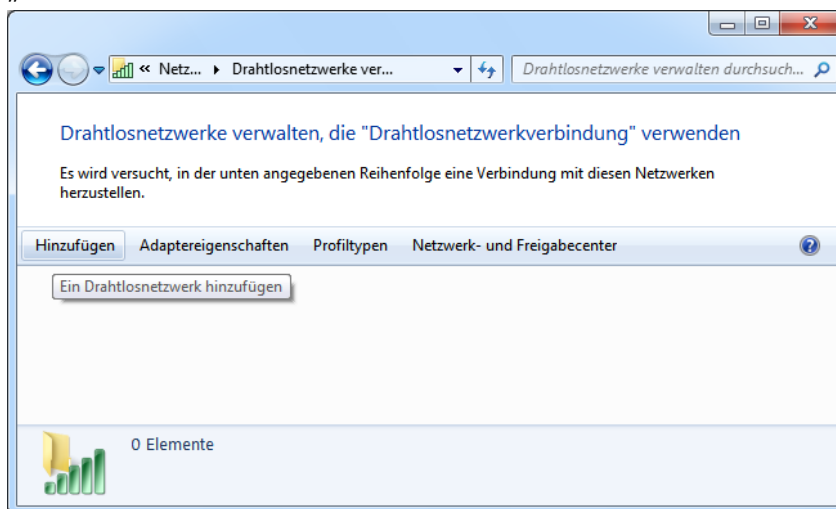 « Netz... Drahtlosnetzwerke ver... Drahtlosnetzwerke verwalten durchsuch...
Drahtlosnetzwerke verwalten, die "Drahtlosnetzwerkverbindung" verwenden
Es wird versucht, in der unten angegebenen Reihenfolge eine Verbindung mit diesen Netzwerken
herzustellen.
Hinzufügen Adaptereigenschaften Profiltypen Netzwerk- und Freigabecenter
Ein Drahtlosnetzwerk hinzufügen
0 Elemente